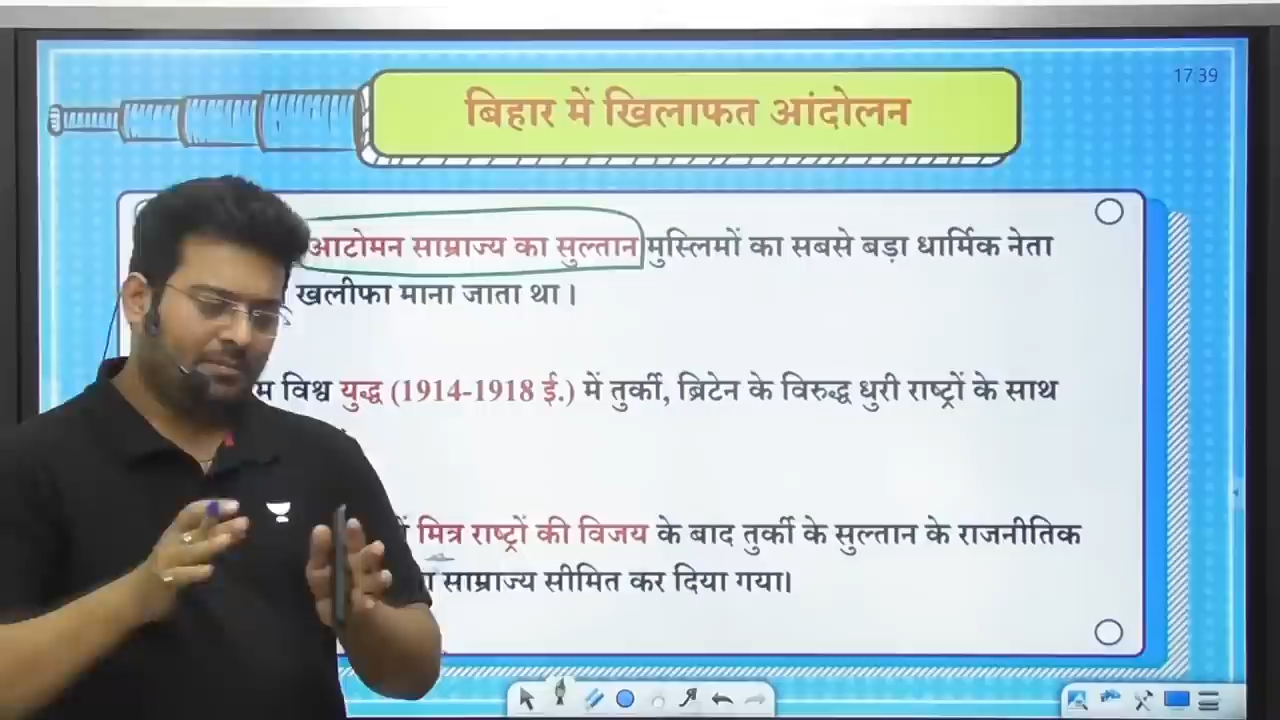 17:39
बिहार में खिलाफत आंदोलन
आटोमन साम्राज्य का सुल्तान मुस्लिमों का सबसे बड़ा धार्मिक नेता
खलीफा माना जाता था।
विश्व युद्ध (1914-1918 ई.) में तुर्की, ब्रिटेन के विरुद्ध धुरी राष्ट्रों के साथ
मित्र राष्ट्रों की विजय के बाद तुर्की के सुल्तान के राजनीतिक
साम्राज्य सीमित कर दिया गया।